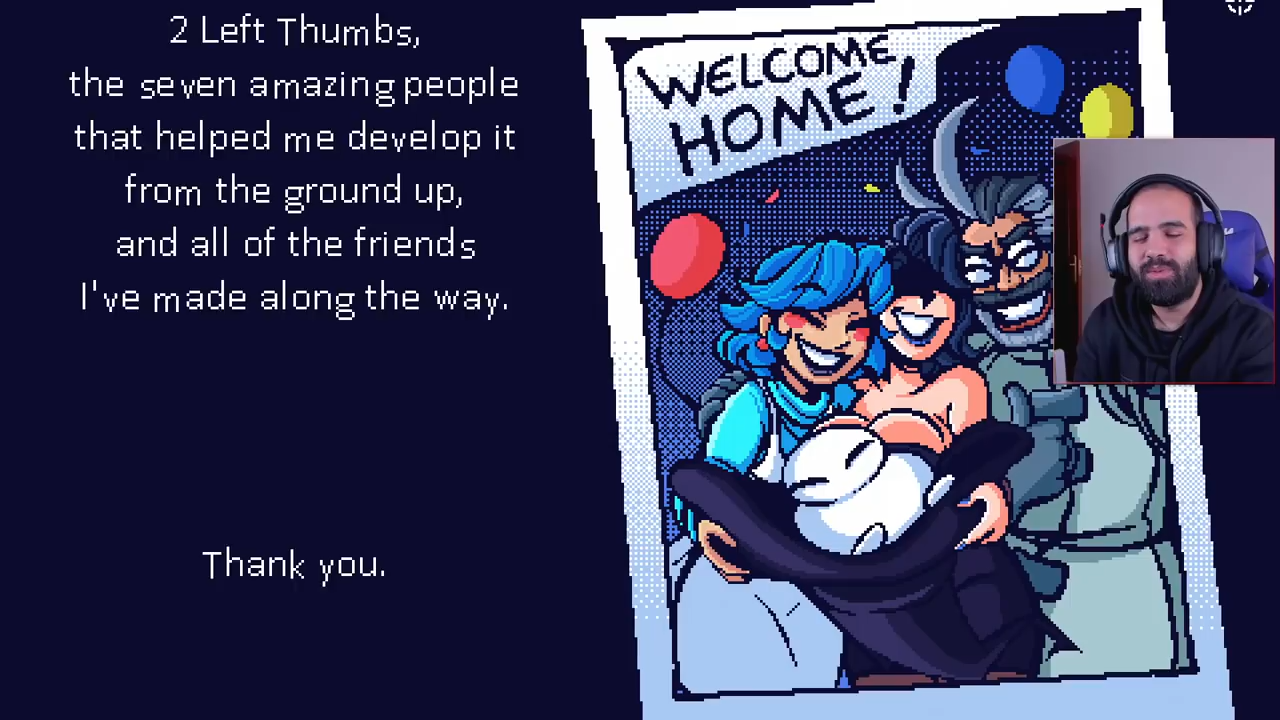 2 Left Thumbs,
the seven amazing people
that helped me develop it
from the ground up,
and all of the friends
I've made along the way.
Thank you.
WELCOME
HOME!